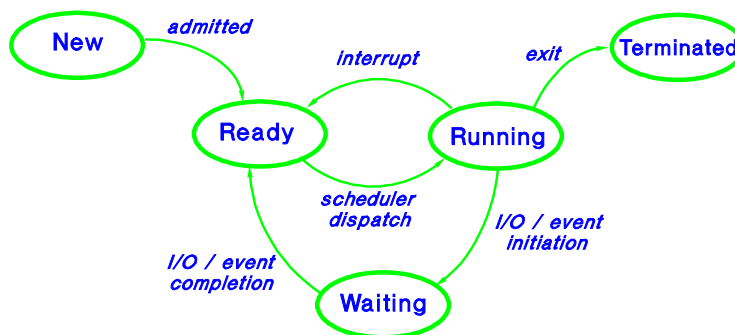 New
admitted
Terminated
exit
interrupt
Ready
Running
scheduler
dispatch
I/O / event
initiation
I/O / event
completion
Waiting